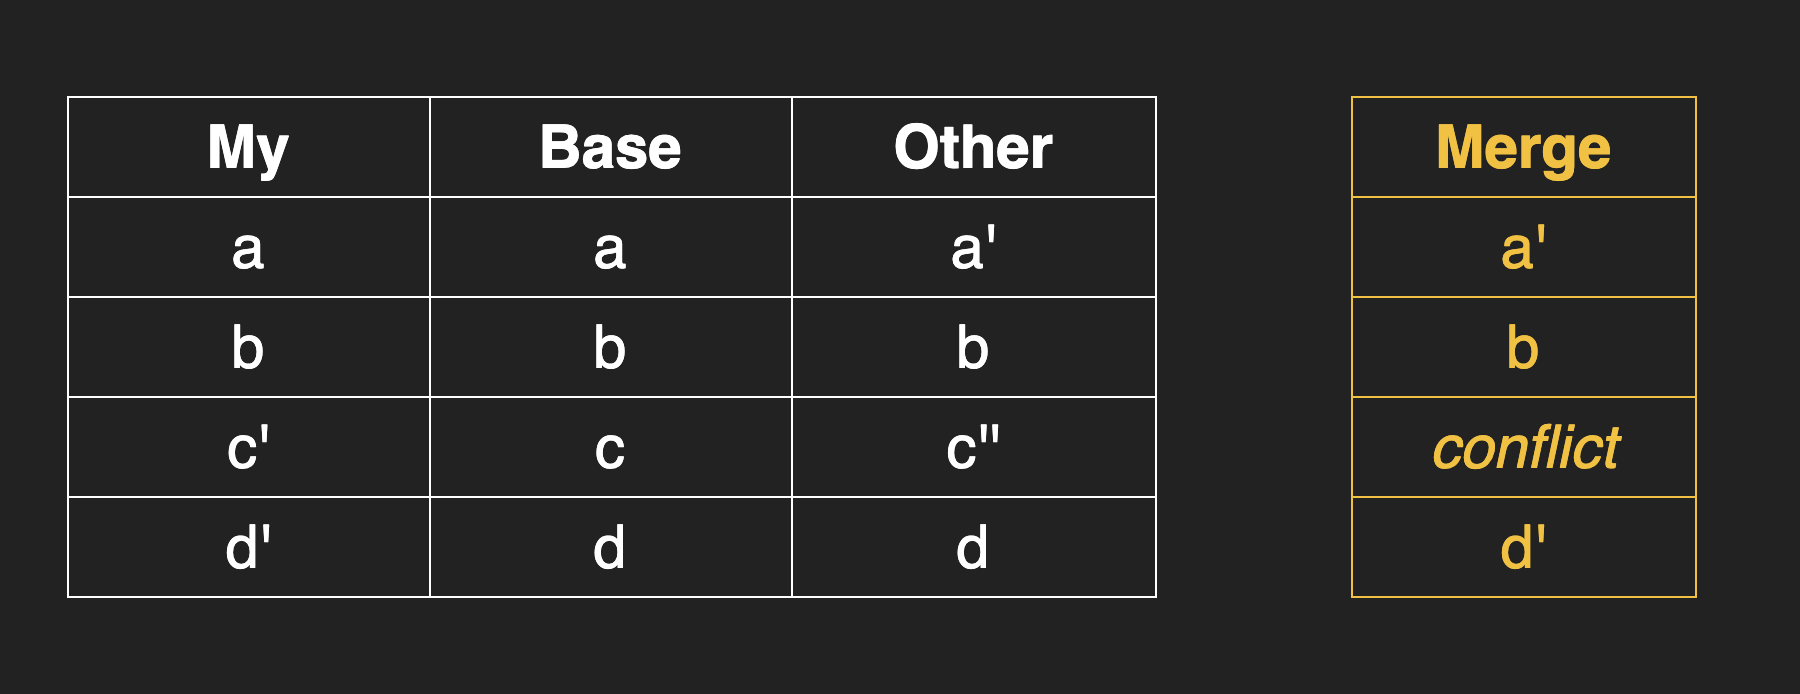 My Base Other Merge
a a a' a'
b b b b
c' c c" conflict
d' d d d'